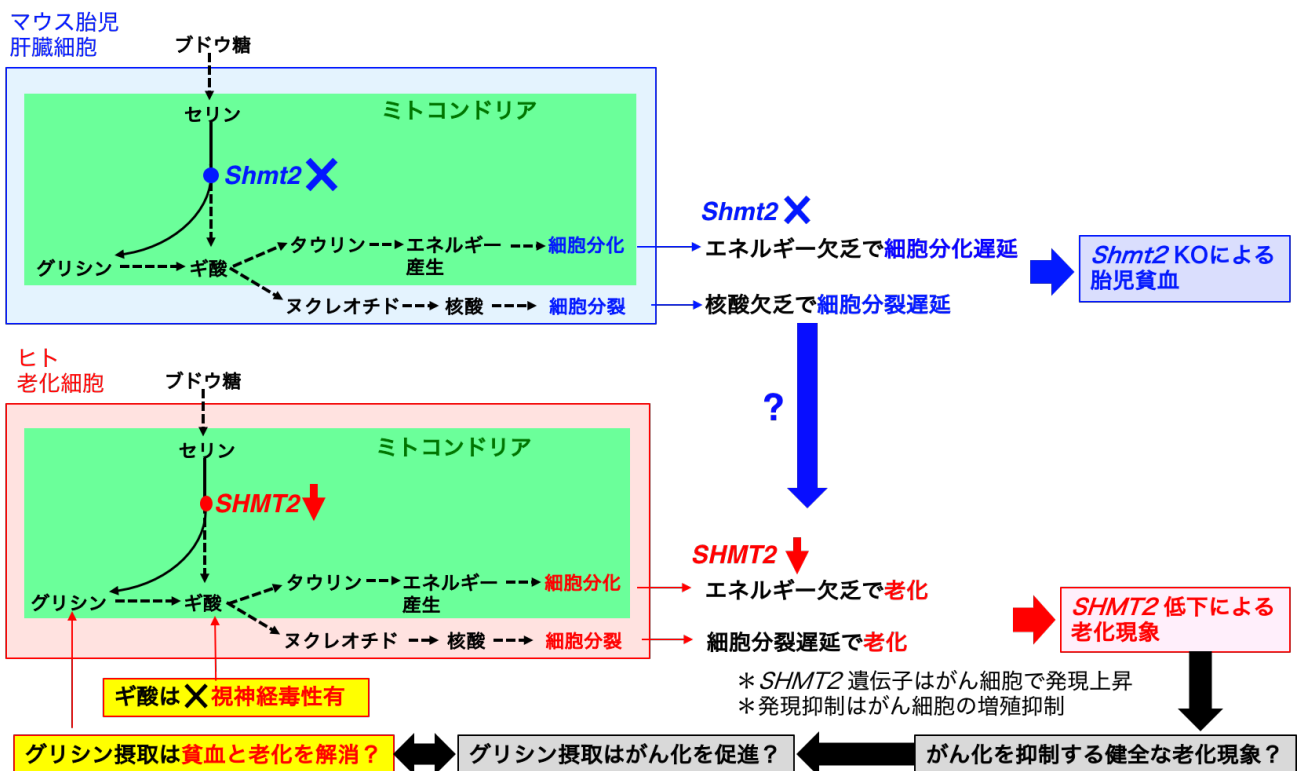 マウス胎児
肝臓細胞
ブドウ糖
ミトコンドリア
セリン
Shmt2
グリシン
ギ酸
タウリン
エネルギー
産生
細胞分化
ヌクレオチド
核酸
細胞分裂
Shmt2
エネルギー欠乏で細胞分化遅延
核酸欠乏で細胞分裂遅延
Shmt2 KOによる
胎児貧血
?
ヒト
老化細胞
ブドウ糖
ミトコンドリア
セリン
SHMT2
グリシン
ギ酸
タウリン
エネルギー
産生
細胞分化
ヌクレオチド
核酸
細胞分裂
SHMT2
エネルギー欠乏で老化
細胞分裂遅延で老化
SHMT2 低下による
老化現象
＊SHMT2 遺伝子はがん細胞で発現上昇
＊発現抑制はがん細胞の増殖抑制
ギ酸は✕視神経毒性有
グリシン摂取は貧血と老化を解消？
グリシン摂取はがん化を促進？
がん化を抑制する健全な老化現象？